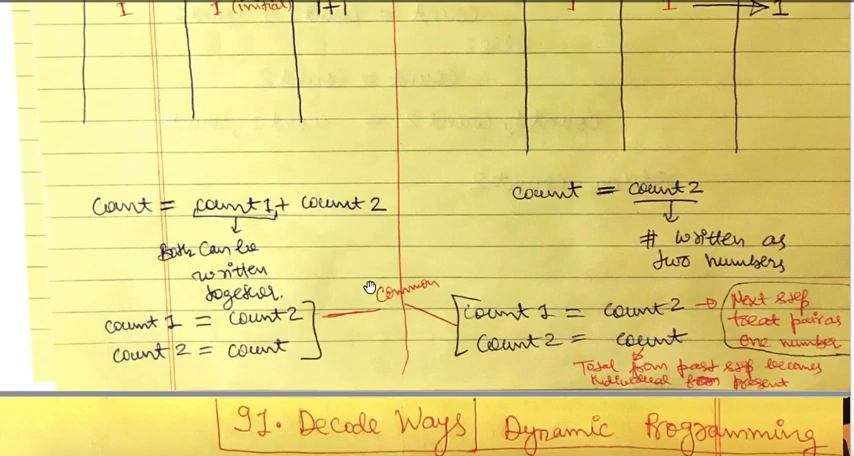 1 1 (initial) 1+1
1 1 → 1
Count = count 1 + count 2
Both Can be
written
together.
count 1 = count 2
count 2 = count
Common
count = count 2
# written as
two numbers
count 1 = count 2 → Next step
treat pair as
one number
count 2 = count
Total from past step becomes
individual for present
91. Decode Ways Dynamic Programming